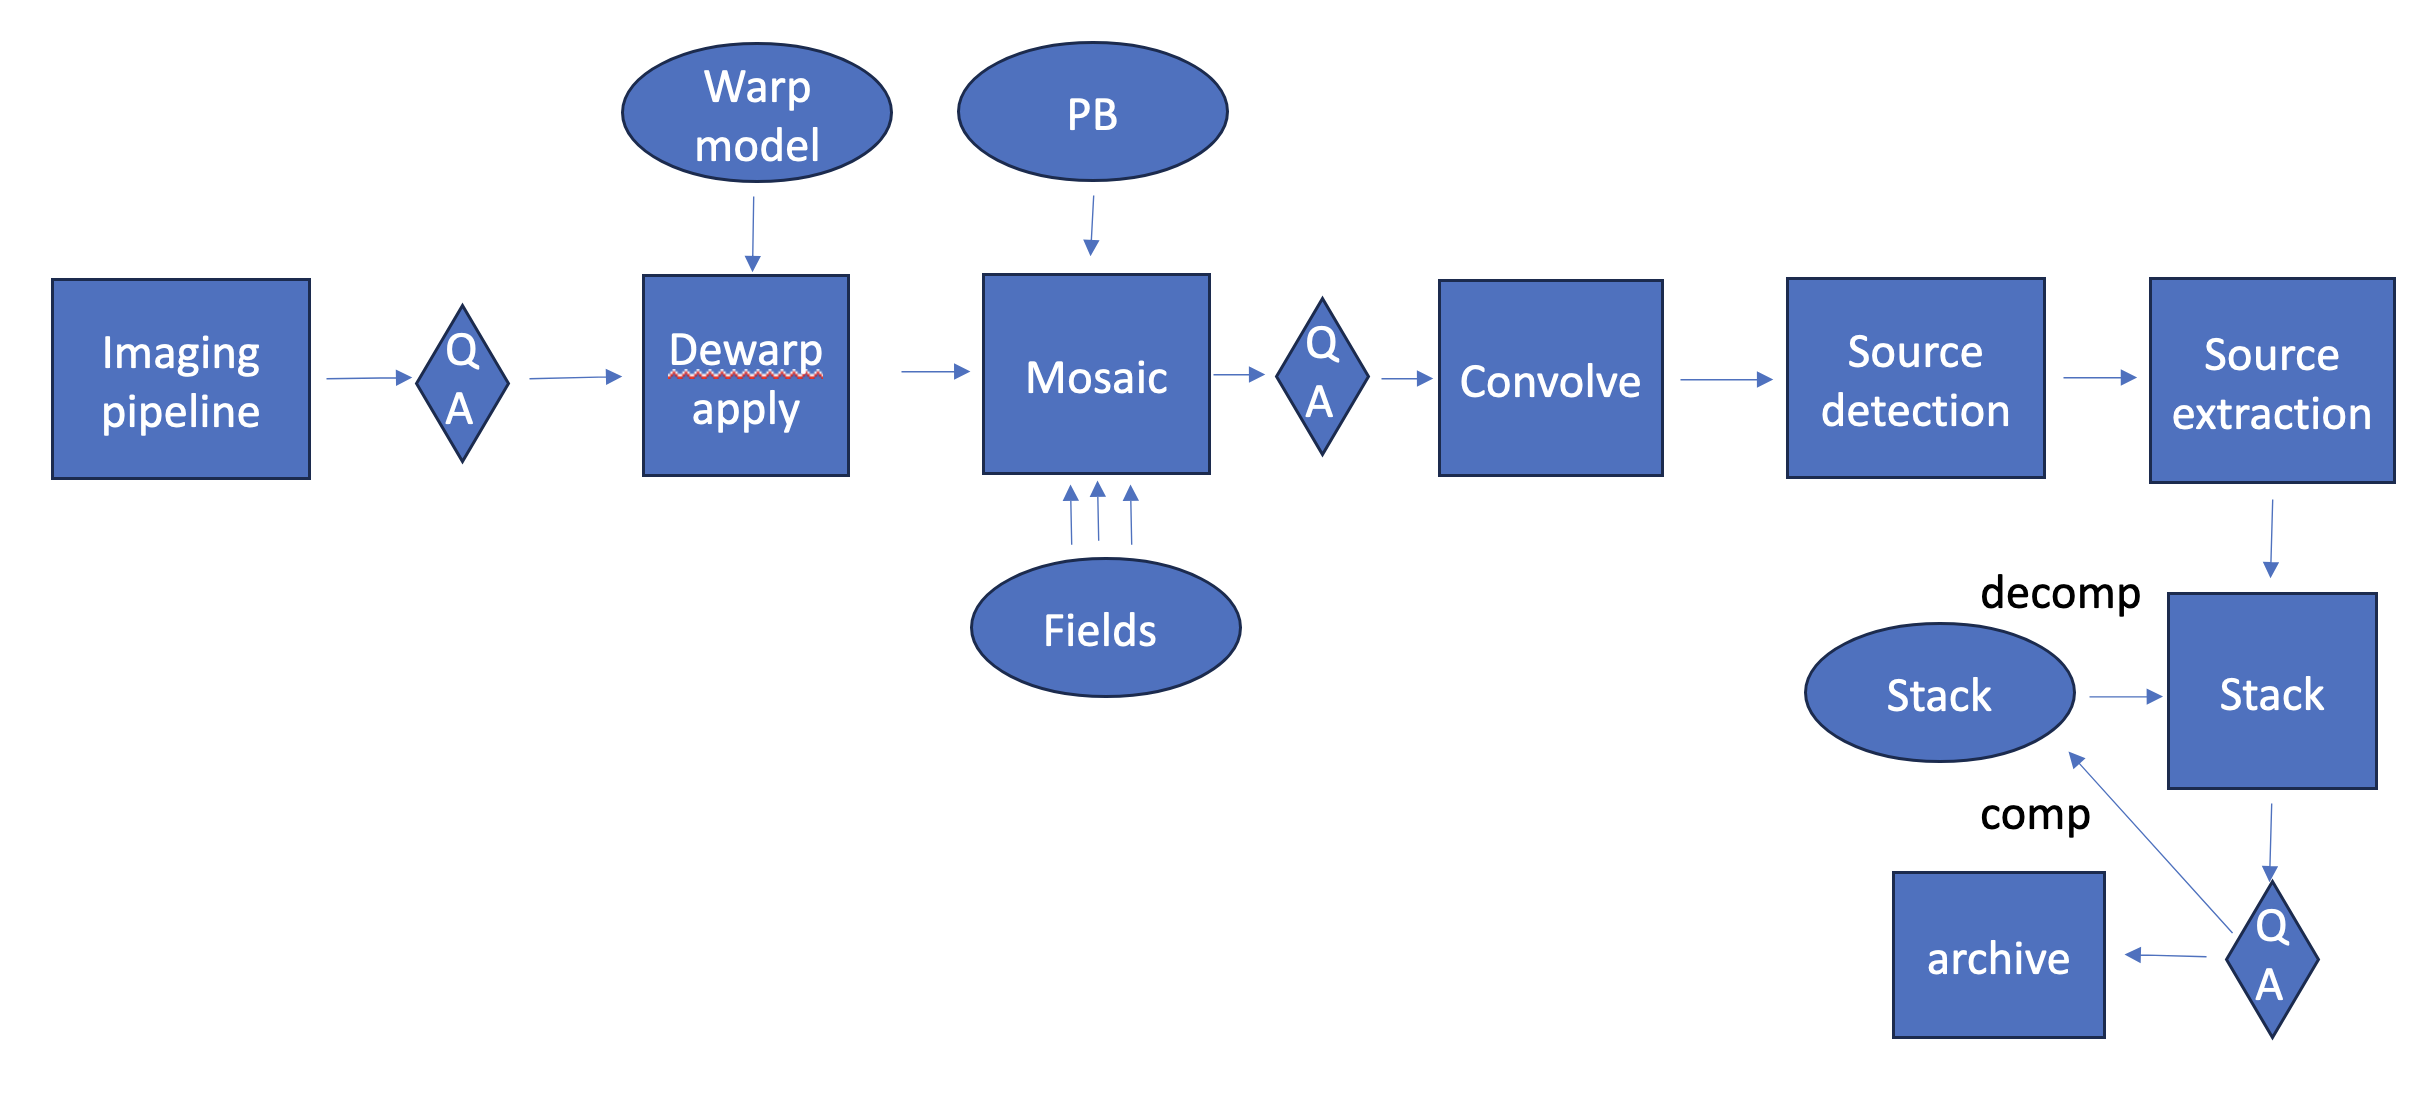 Warp
model
PB
Imaging
pipeline
Q
A
Dewarp
apply
Mosaic
Q
A
Convolve
Source
detection
Source
extraction
Fields
decomp
Stack
Stack
comp
archive
Q
A